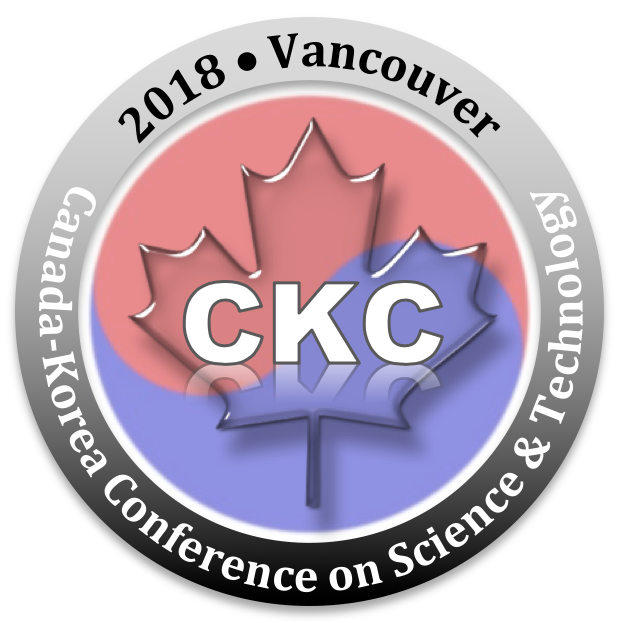 2018 • Vancouver
CKC
Canada-Korea Conference on Science & Technology